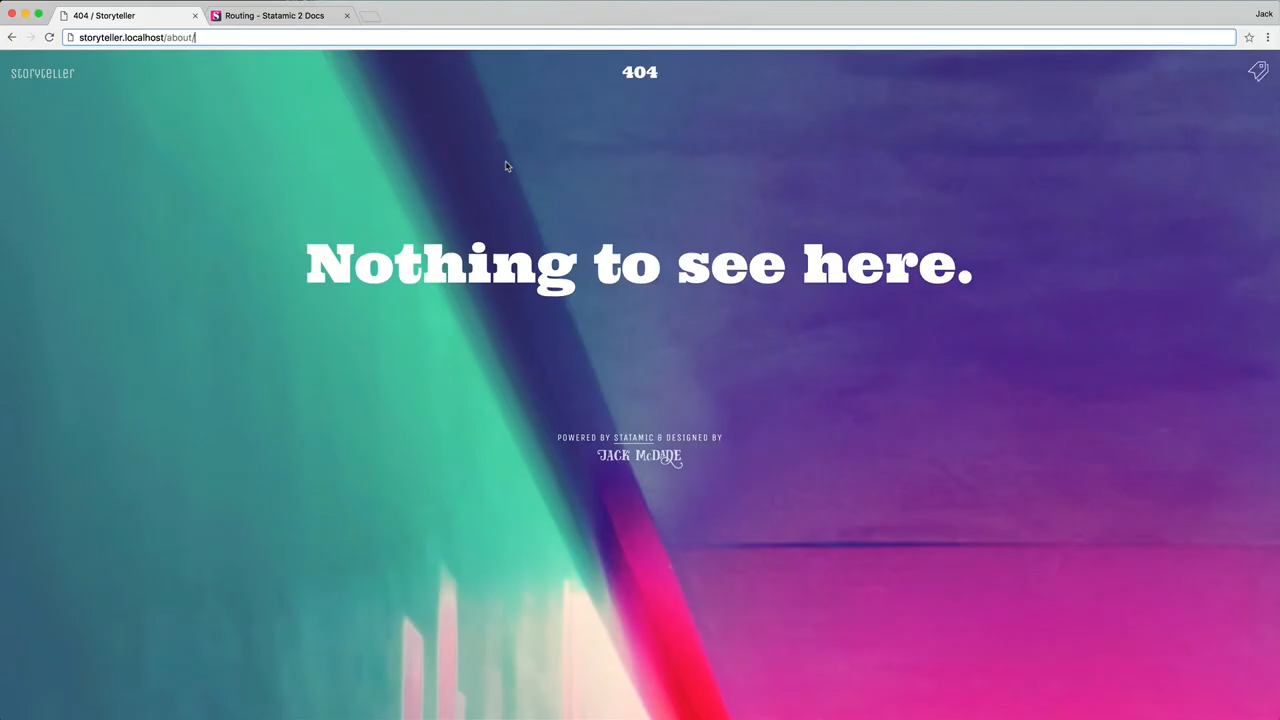 404 / Storyteller
Routing - Statamic 2 Docs
Jack
storyteller.localhost/about/
storyteller
404
Nothing to see here.
POWERED BY STATAMIC & DESIGNED BY
JACK McDADE